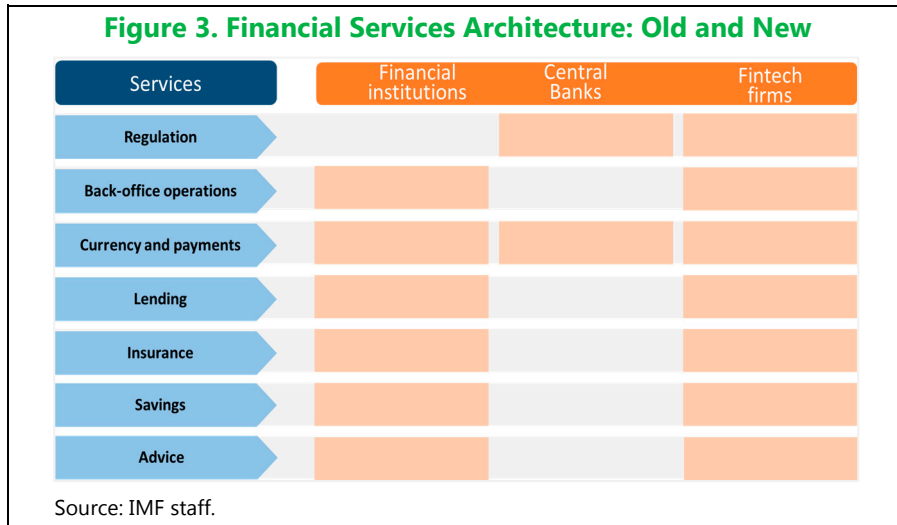 Figure 3. Financial Services Architecture: Old and New
Services
Financial
institutions
Central
Banks
Fintech
firms
Regulation
Back-office operations
Currency and payments
Lending
Insurance
Savings
Advice
Source: IMF staff.